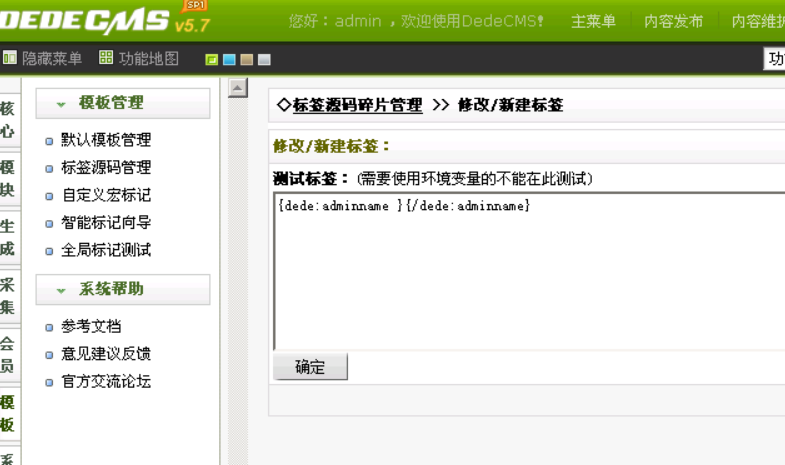 DEDECMS v5.7 SP1
您好：admin ，欢迎使用DedeCMS！ 主菜单 内容发布 内容维护
隐藏菜单 功能地图 功
核心
模块
生成
采集
会员
模板
系
模板管理
默认模板管理
标签源码管理
自定义宏标记
智能标记向导
全局标记测试
系统帮助
参考文档
意见建议反馈
官方交流论坛
◇标签源码碎片管理 >> 修改/新建标签
修改/新建标签：
测试标签：(需要使用环境变量的不能在此测试)
{dede:adminname }{/dede:adminname}
确定